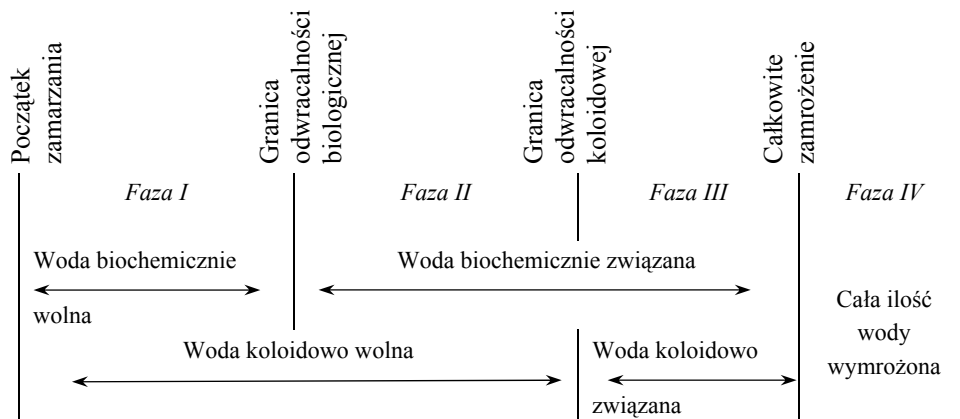 Początek
zamarzania
Granica
odwracalności
biologicznej
Granica
odwracalności
koloidowej
Całkowite
zamrożenie
Faza I
Faza II
Faza III
Faza IV
Woda biochemicznie
wolna
Woda biochemicznie związana
Cała ilość
wody
wymrożona
Woda koloidowo wolna
Woda koloidowo
związana